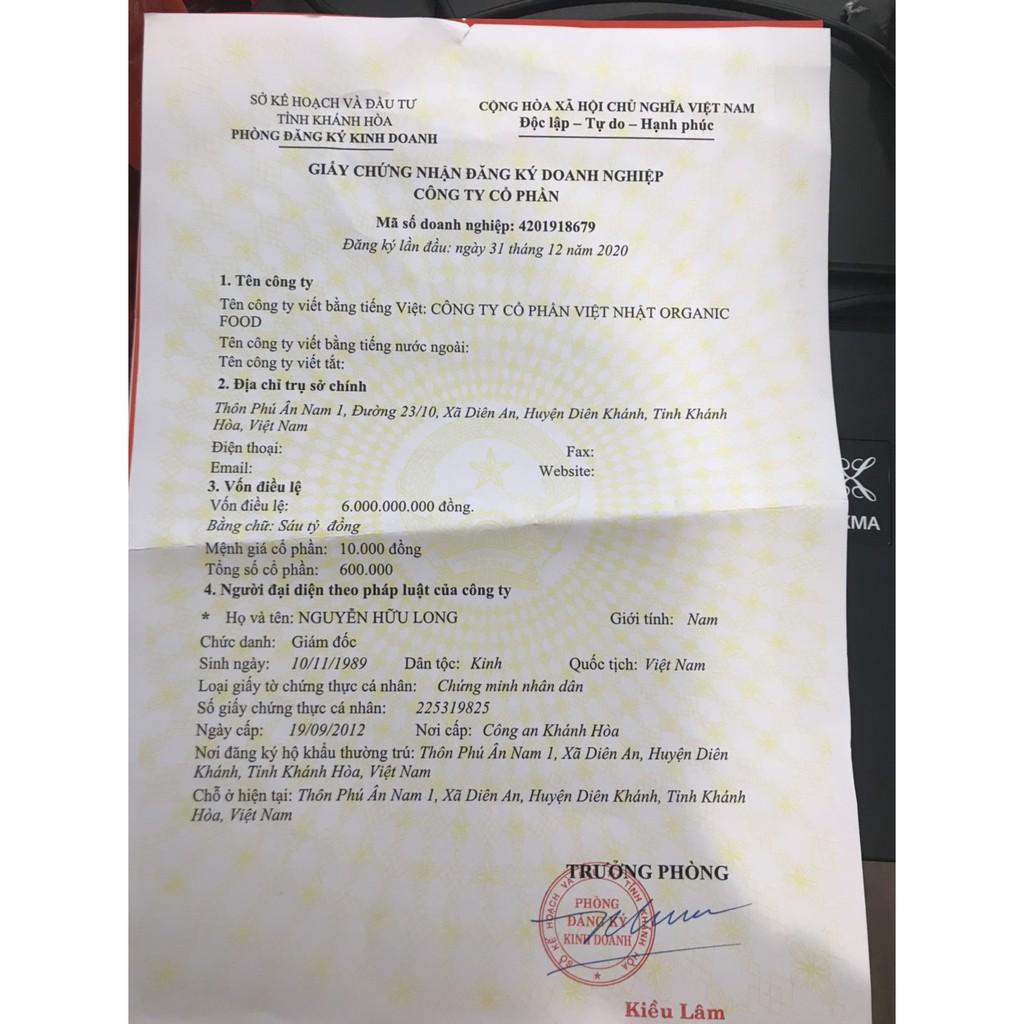 SỞ KẾ HOẠCH VÀ ĐẦU TƯ
TỈNH KHÁNH HÒA
PHÒNG ĐĂNG KÝ KINH DOANH
CỘNG HÒA XÃ HỘI CHỦ NGHĨA VIỆT NAM
Độc lập – Tự do – Hạnh phúc
GIẤY CHỨNG NHẬN ĐĂNG KÝ DOANH NGHIỆP
CÔNG TY CỔ PHẦN
Mã số doanh nghiệp: 4201918679
Đăng ký lần đầu: ngày 31 tháng 12 năm 2020
1. Tên công ty
Tên công ty viết bằng tiếng Việt: CÔNG TY CỔ PHẦN VIỆT NHẬT ORGANIC
FOOD
Tên công ty viết bằng tiếng nước ngoài:
Tên công ty viết tắt:
2. Địa chỉ trụ sở chính
Thôn Phú Ân Nam 1, Đường 23/10, Xã Diên An, Huyện Diên Khánh, Tỉnh Khánh
Hòa, Việt Nam
Điện thoại: Fax:
Email: Website:
3. Vốn điều lệ
Vốn điều lệ: 6.000.000.000 đồng.
Bằng chữ: Sáu tỷ đồng
Mệnh giá cổ phần: 10.000 đồng
Tổng số cổ phần: 600.000
4. Người đại diện theo pháp luật của công ty
* Họ và tên: NGUYỄN HỮU LONG Giới tính: Nam
Chức danh: Giám đốc
Sinh ngày: 10/11/1989 Dân tộc: Kinh Quốc tịch: Việt Nam
Loại giấy tờ chứng thực cá nhân: Chứng minh nhân dân
Số giấy chứng thực cá nhân: 225319825
Ngày cấp: 19/09/2012 Nơi cấp: Công an Khánh Hòa
Nơi đăng ký hộ khẩu thường trú: Thôn Phú Ân Nam 1, Xã Diên An, Huyện Diên
Khánh, Tỉnh Khánh Hòa, Việt Nam
Chỗ ở hiện tại: Thôn Phú Ân Nam 1, Xã Diên An, Huyện Diên Khánh, Tỉnh Khánh
Hòa, Việt Nam
TRƯỞNG PHÒNG
SỞ KẾ HOẠCH VÀ TỈNH KHÁNH HÒA
PHÒNG
ĐĂNG KÝ
KINH DOANH
Kiều Lâm